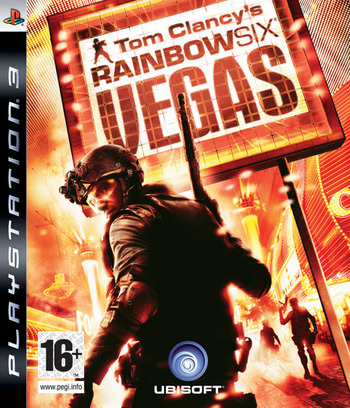 PLAYSTATION 3
Tom Clancy's
RAINBOWSIX
VEGAS
16+
www.pegi.info
UBISOFT